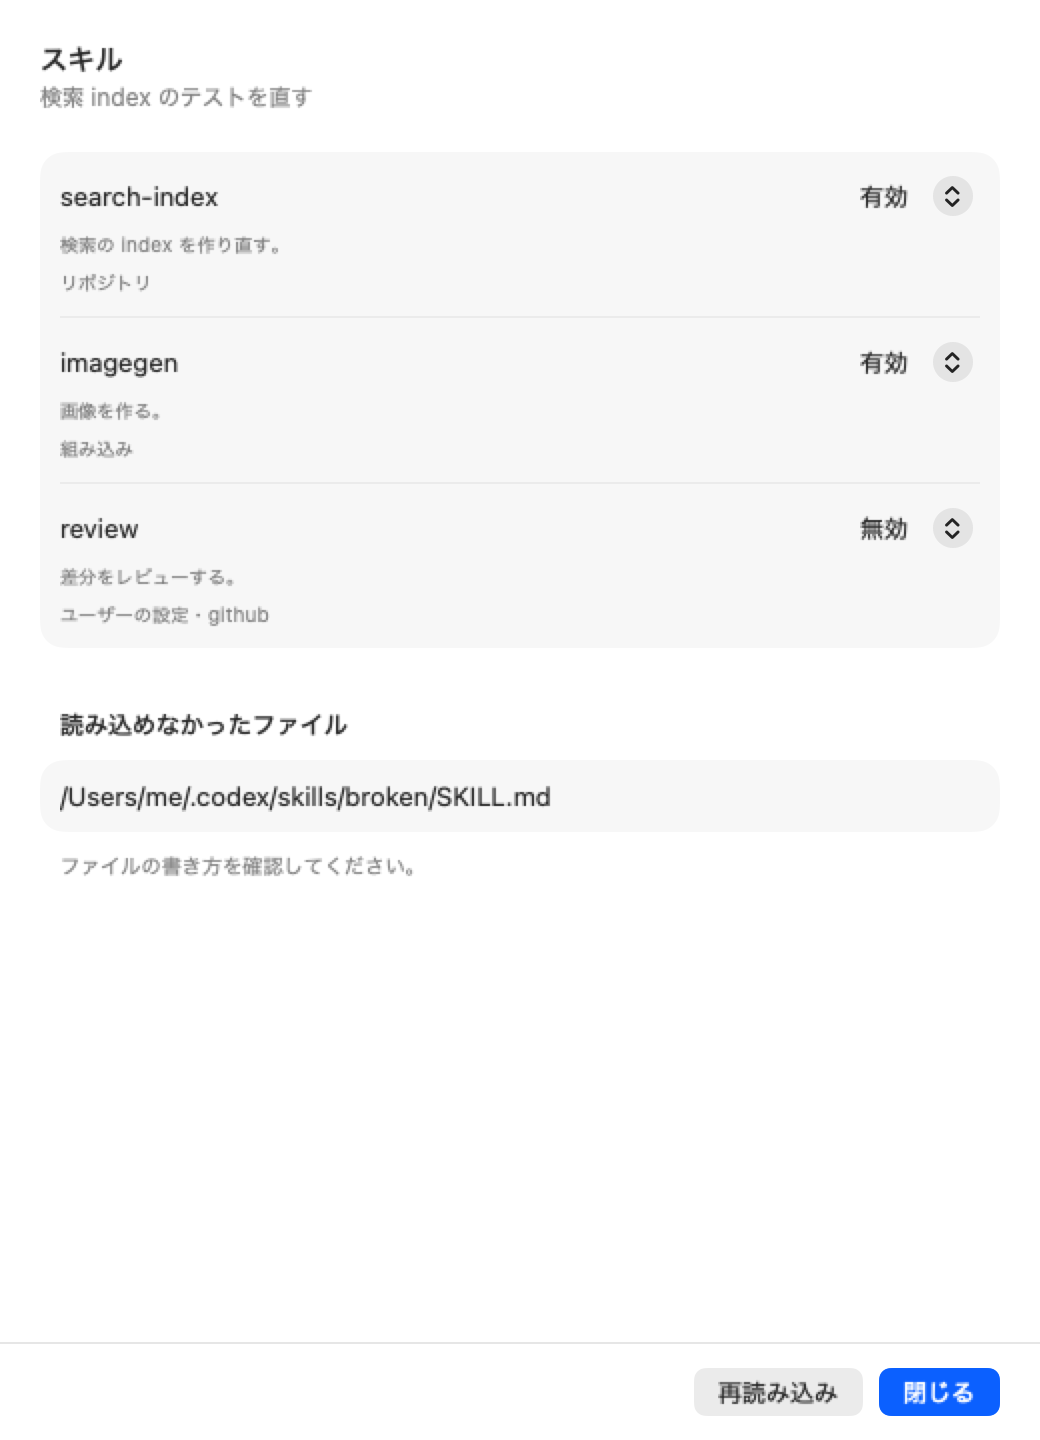 スキル
検索 index のテストを直す
search-index
有効
検索の index を作り直す。
リポジトリ
imagegen
有効
画像を作る。
組み込み
review
無効
差分をレビューする。
ユーザーの設定・github
読み込めなかったファイル
/Users/me/.codex/skills/broken/SKILL.md
ファイルの書き方を確認してください。
再読み込み
閉じる